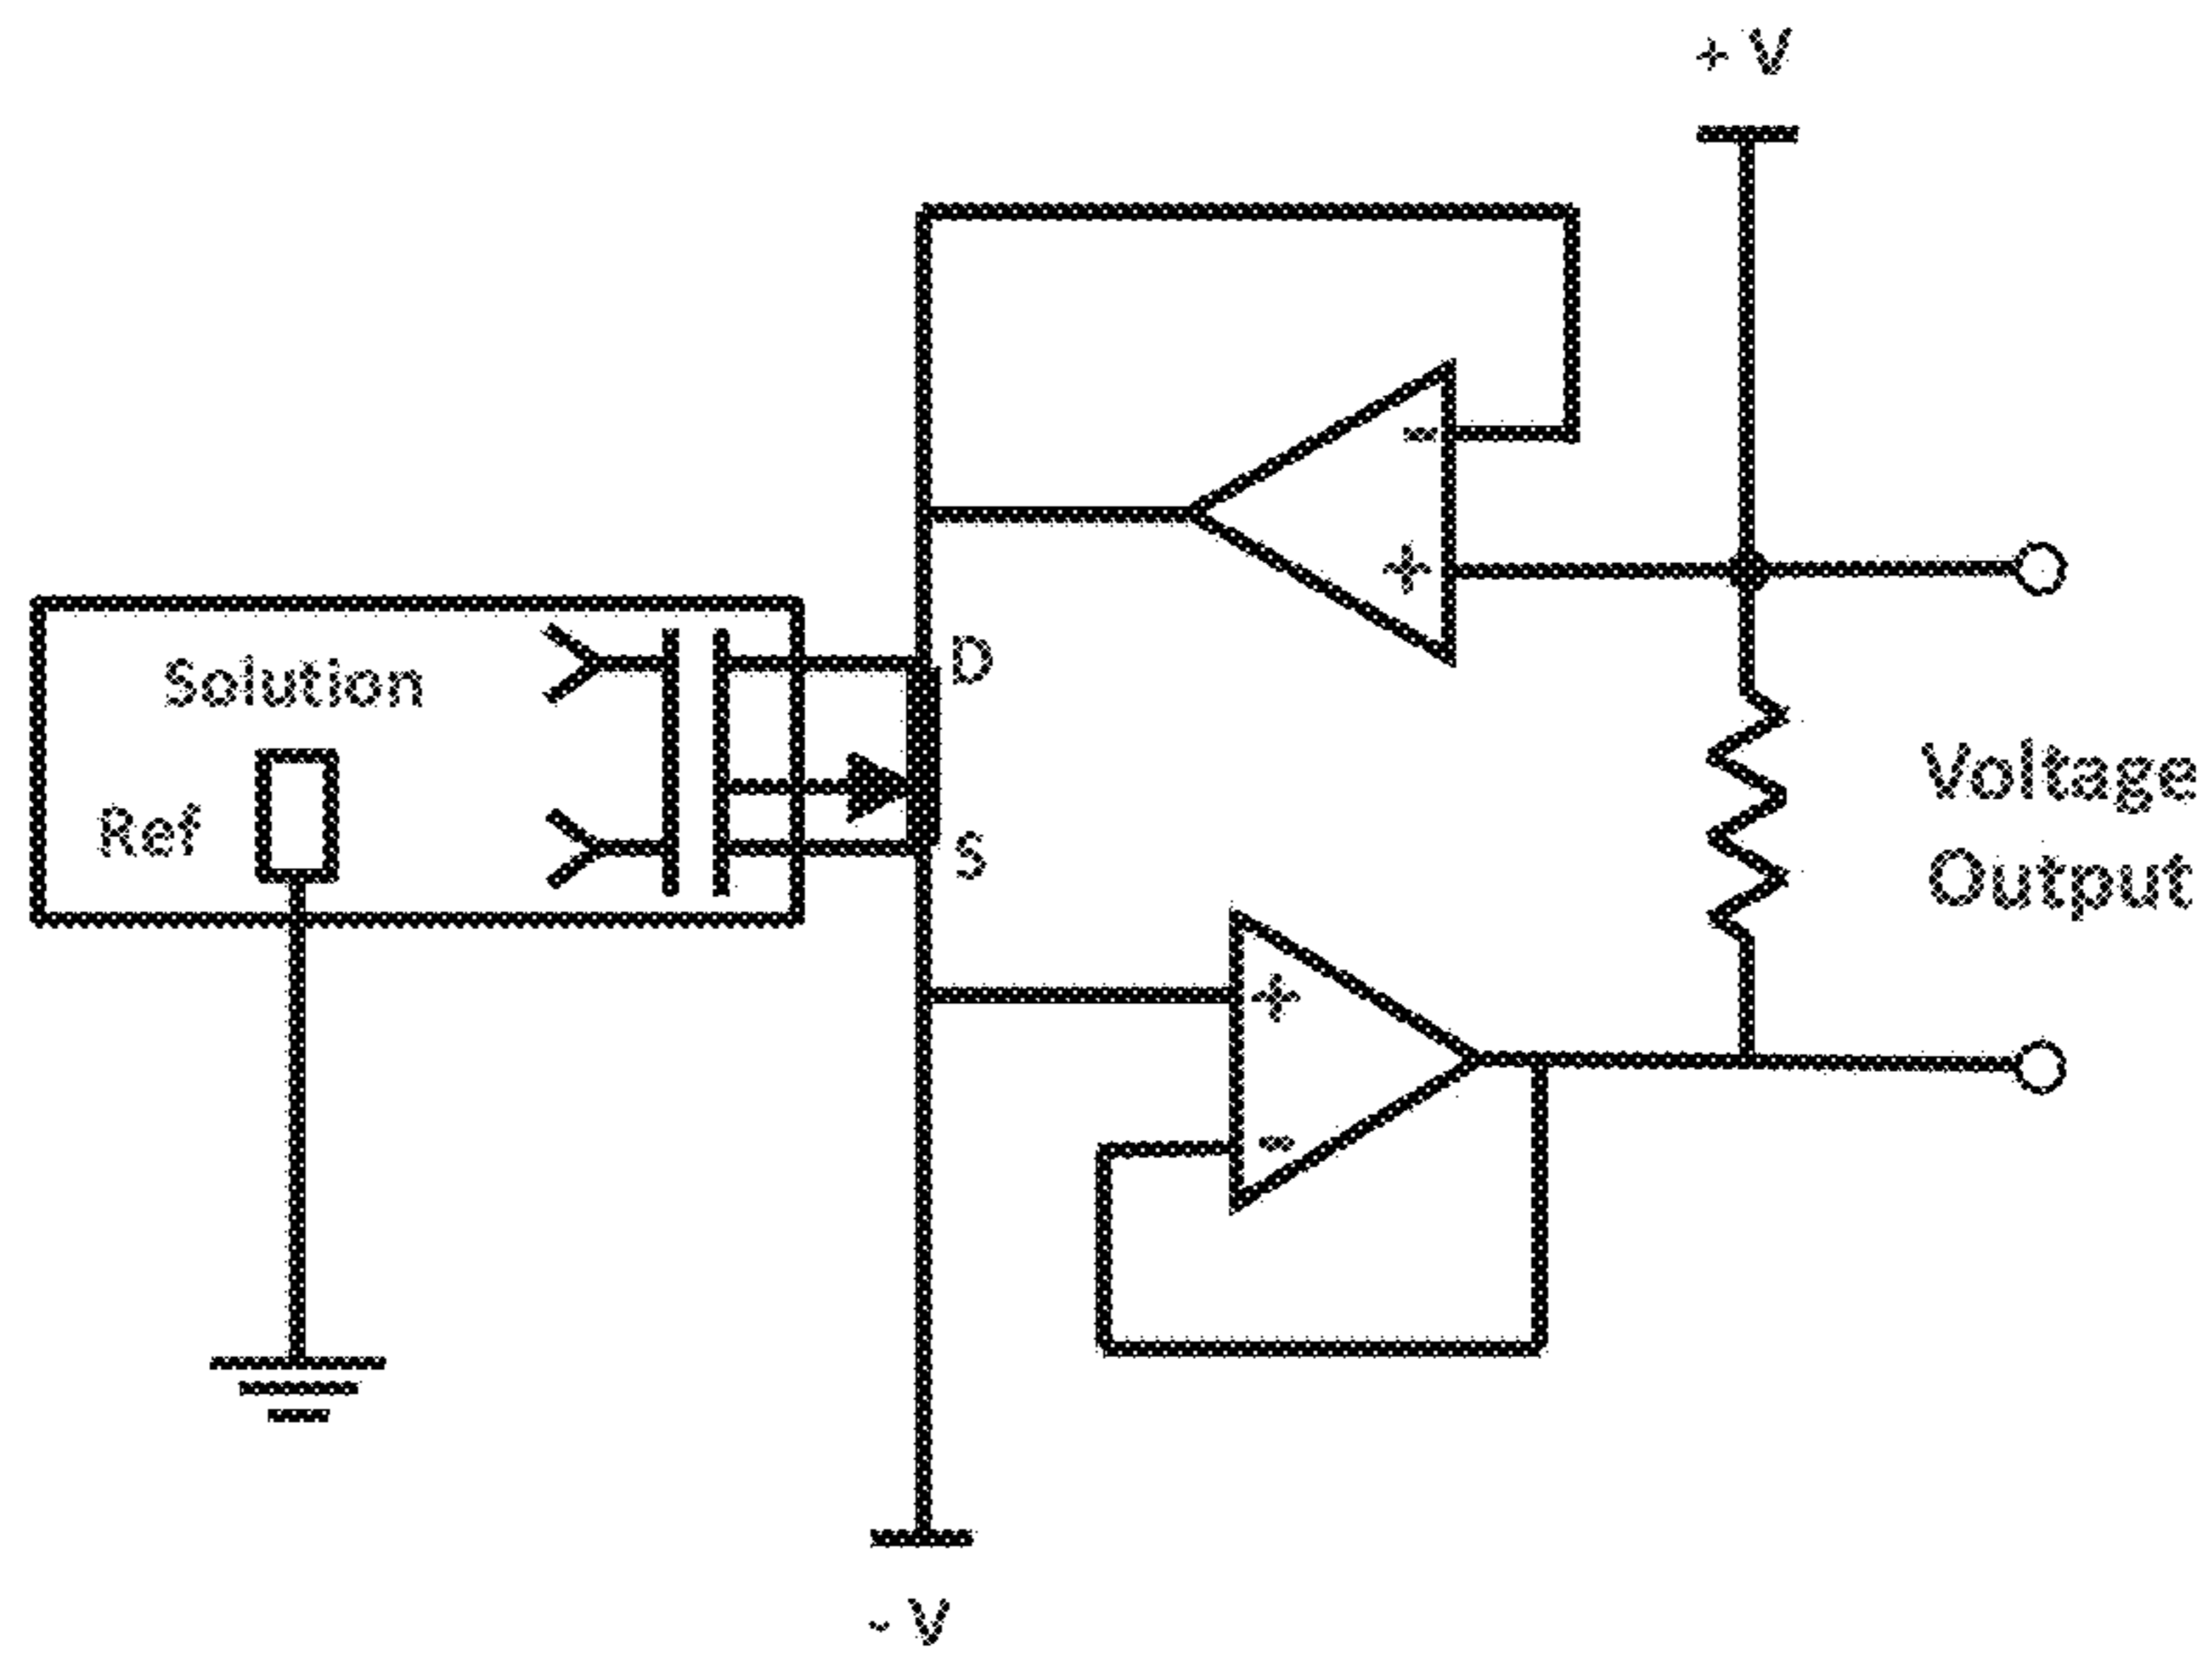 + V
-
+
D
Solution
Ref
S
Voltage
Output
+
-
- V